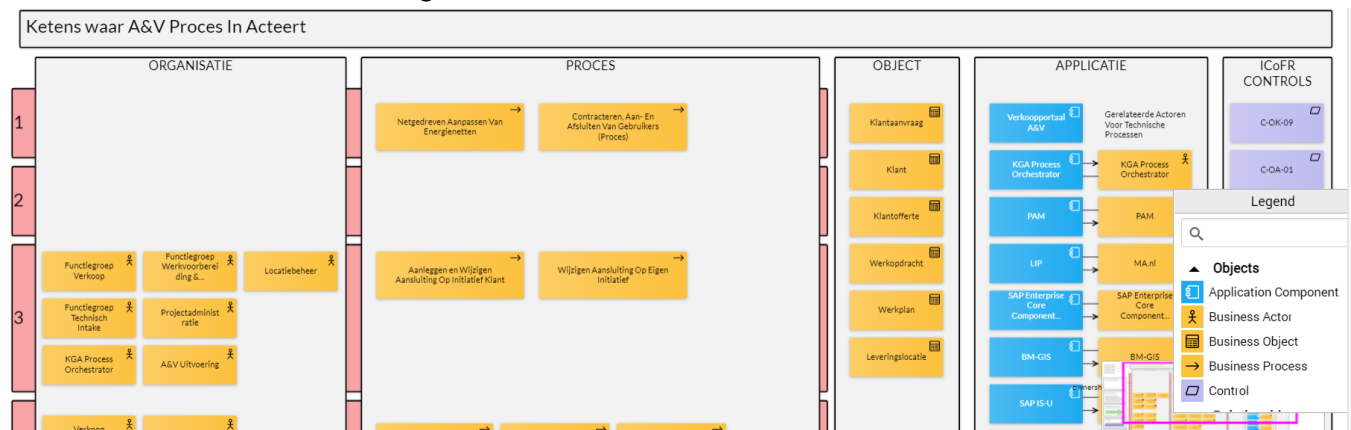 Ketens waar A&V Proces In Acteert
ORGANISATIE
PROCES
OBJECT
APPLICATIE
ICoFR
CONTROLS
1
2
3
Functiegroep
Verkoop
Functiegroep
Werkvoorberei
ding &...
Locatiebeheer
Functiegroep
Technisch
Intake
Projectadminist
ratie
KGA Process
Orchestrator
A&V Uitvoering
Verkoop
Netgedreven Aanpassen Van
Energienetten
Contracteren, Aan- En
Afsluiten Van Gebruikers
(Proces)
Aanleggen en Wijzigen
Aansluiting Op Initiatief Klant
Wijzigen Aansluiting Op Eigen
Initiatief
Klantaanvraag
Klant
Klantofferte
Werkopdracht
Werkplan
Leveringslocatie
Verkoopportaal
A&V
Gerelateerde Actoren
Voor Technische
Processen
KGA Process
Orchestrator
KGA Process
Orchestrator
PAM
PAM
LIP
MA.nl
SAP Enterprise
Core
Component...
SAP Enterprise
Core
Component...
BM-GIS
BM-GIS
ownersh
SAP IS-U
C-OK-09
C-OA-01
Legend
Objects
Application Component
Business Actor
Business Object
Business Process
Control